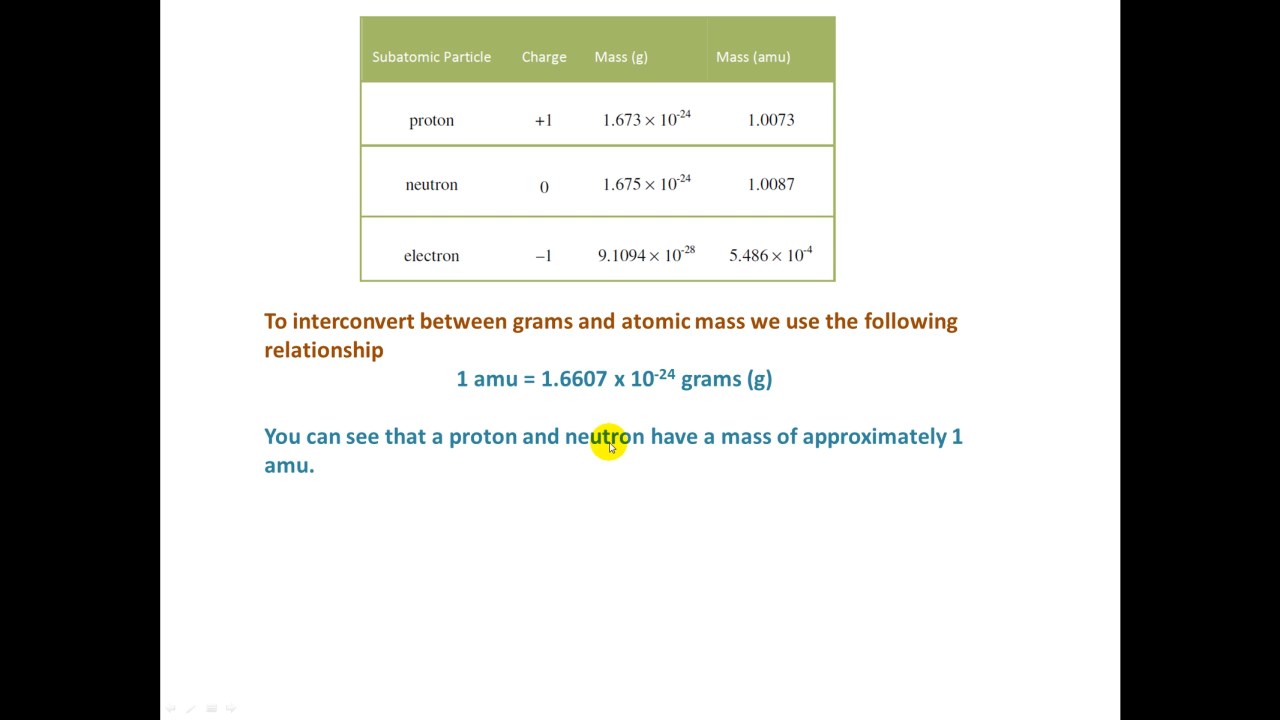 Subatomic Particle Charge Mass (g) Mass (amu)
proton +1 1.673 × 10⁻²⁴ 1.0073
neutron 0 1.675 × 10⁻²⁴ 1.0087
electron −1 9.1094 × 10⁻²⁸ 5.486 × 10⁻⁴
To interconvert between grams and atomic mass we use the following
relationship
1 amu = 1.6607 x 10⁻²⁴ grams (g)
You can see that a proton and neutron have a mass of approximately 1
amu.